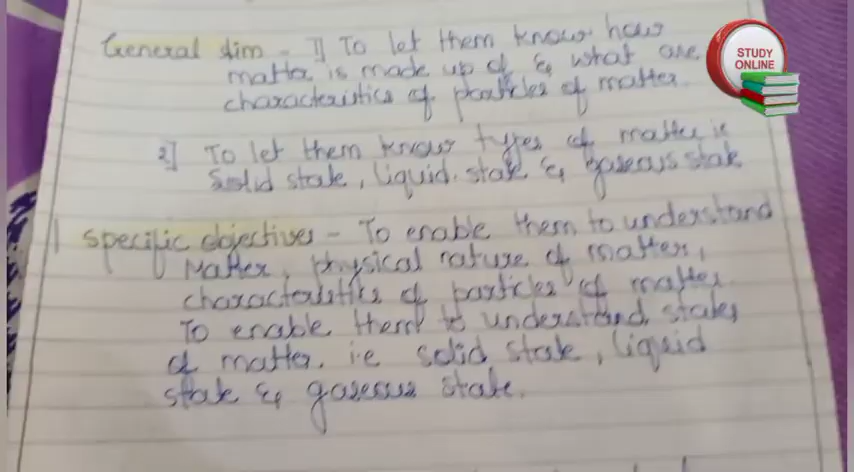 General Aim - 1] To let them know how
matter is made up of & what are
characteristics of particles of matter.
2] To let them know types of matter ie
Solid state, liquid. state & gaseous state
Specific objectives - To enable them to understand
Matter, physical nature of matter,
characteristics of particles of matter.
To enable them to understand states
of matter. i.e solid state, liquid
state & gaseous state.
STUDY
ONLINE